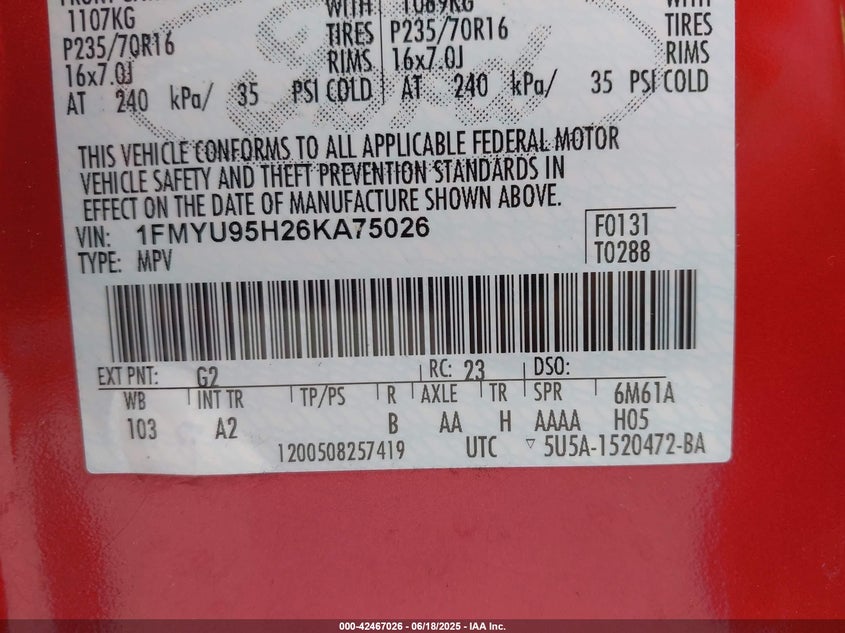 1107KG WITH 1089KG WITH
P235/70R16 TIRES P235/70R16 TIRES
16x7.0J RIMS 16x7.0J RIMS
AT 240 kPa/ 35 PSI COLD AT 240 kPa/ 35 PSI COLD
THIS VEHICLE CONFORMS TO ALL APPLICABLE FEDERAL MOTOR
VEHICLE SAFETY AND THEFT PREVENTION STANDARDS IN
EFFECT ON THE DATE OF MANUFACTURE SHOWN ABOVE.
VIN: 1FMYU95H26KA75026 F0131
TYPE: MPV T0288
EXT PNT: G2 RC: 23 DSO:
WB INT TR TP/PS R AXLE TR SPR 6M61A
103 A2 B AA H AAAA H05
1200508257419 UTC ▽ 5U5A-1520472-BA
000-42467026 / 06/18/2025 - IAA Inc.